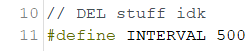 10 // DEL stuff idk
11 #define INTERVAL 500